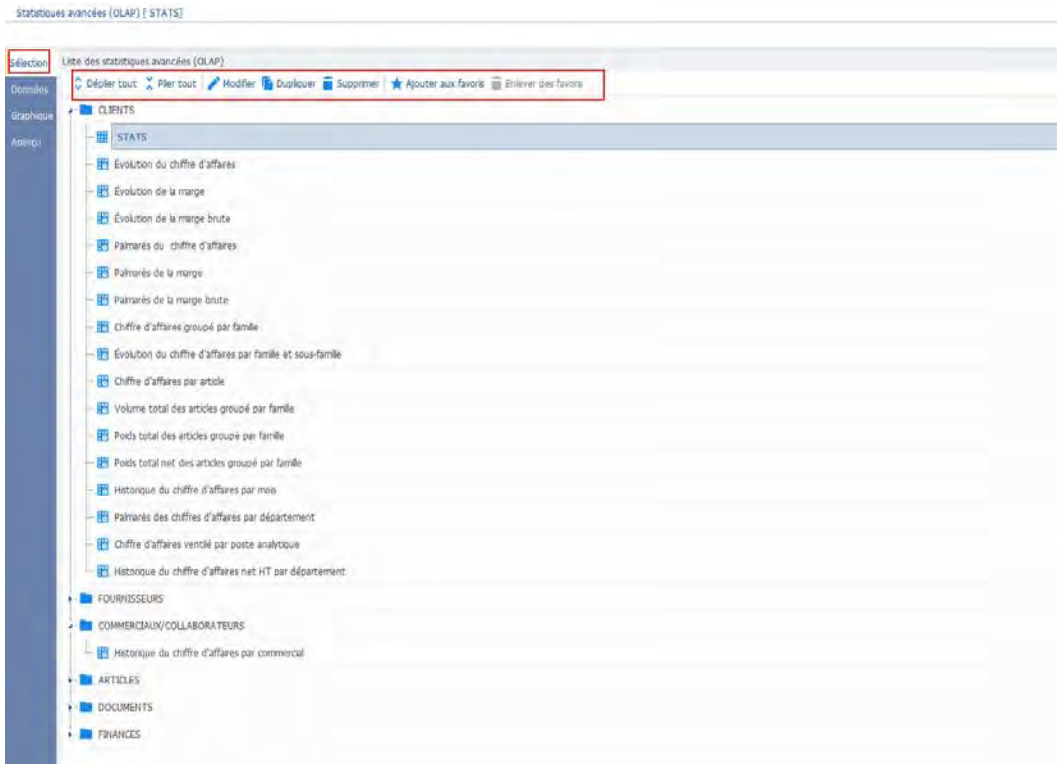 Statistiques avancées (OLAP) [ STATS]
Sélection
Liste des statistiques avancées (OLAP)
Données
Déplier tout Plier tout Modifier Dupliquer Supprimer Ajouter aux favoris Enlever des favoris
Graphique
CLIENTS
Aperçu
STATS
Évolution du chiffre d'affaires
Évolution de la marge
Évolution de la marge brute
Palmarès du chiffre d'affaires
Palmarès de la marge
Palmarès de la marge brute
Chiffre d'affaires groupé par famille
Évolution du chiffre d'affaires par famille et sous-famille
Chiffre d'affaires par article
Volume total des articles groupé par famille
Poids total des articles groupé par famille
Poids total net des articles groupé par famille
Historique du chiffre d'affaires par mois
Palmarès des chiffres d'affaires par département
Chiffre d'affaires ventilé par poste analytique
Historique du chiffre d'affaires net HT par département
FOURNISSEURS
COMMERCIAUX/COLLABORATEURS
Historique du chiffre d'affaires par commercial
ARTICLES
DOCUMENTS
FINANCES